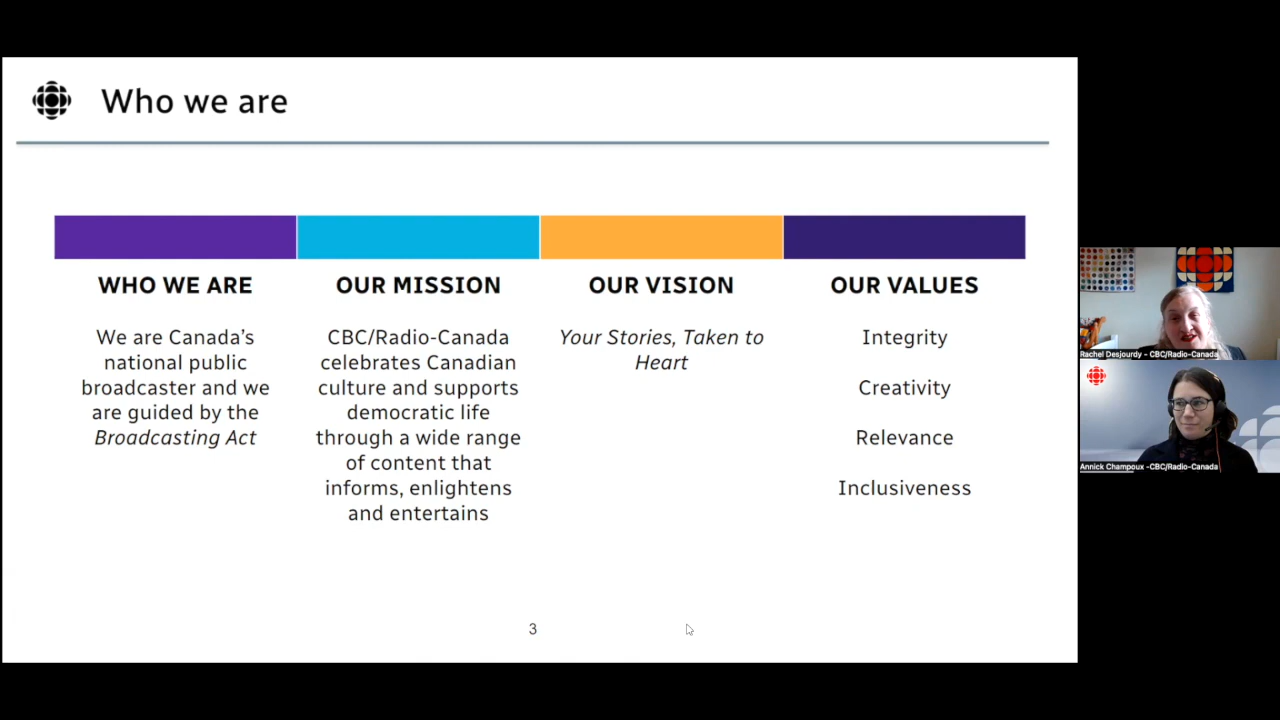 Who we are
WHO WE ARE
We are Canada's
national public
broadcaster and we
are guided by the
Broadcasting Act
OUR MISSION
CBC/Radio-Canada
celebrates Canadian
culture and supports
democratic life
through a wide range
of content that
informs, enlightens
and entertains
OUR VISION
Your Stories, Taken to
Heart
OUR VALUES
Integrity
Creativity
Relevance
Inclusiveness
3
Rachel Desjourdy - CBC/Radio-Canada
Annick Champoux -CBC/Radio-Canada